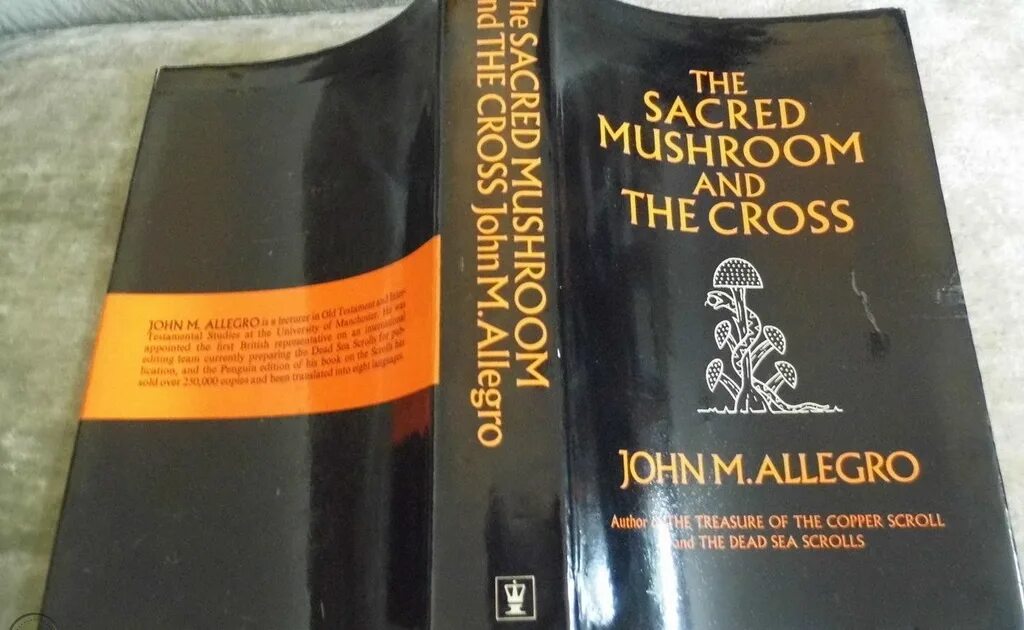 JOHN M. ALLEGRO is a lecturer in Old Testament and Inter-
Testamental Studies at the University of Manchester. He was
appointed the first British representative on an international
editing team currently preparing the Dead Sea Scrolls for pub-
lication, and the Penguin edition of his book on the Scrolls has
sold over 250,000 copies and been translated into eight languages.
The SACRED MUSHROOM
and THE CROSS John M. Allegro
THE
SACRED
MUSHROOM
AND
THE CROSS
JOHN M. ALLEGRO
Author of THE TREASURE OF THE COPPER SCROLL
and THE DEAD SEA SCROLLS